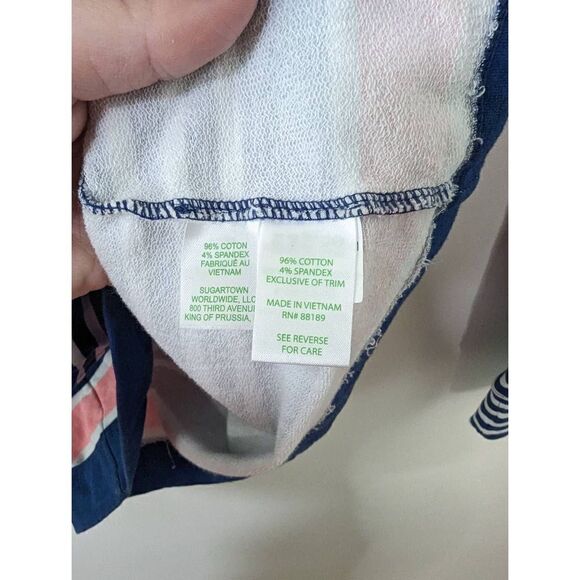 96% COTTON
4% SPANDEX
FABRIQUÉ AU
VIETNAM
SUGARTOWN
WORLDWIDE, LLC
800 THIRD AVENUE
KING OF PRUSSIA,
96% COTTON
4% SPANDEX
EXCLUSIVE OF TRIM
MADE IN VIETNAM
RN# 88189
SEE REVERSE
FOR CARE